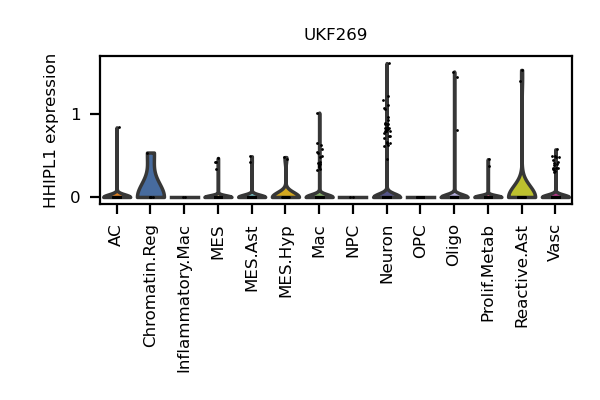 UKF269
HHIPL1 expression
1
0
AC
Chromatin.Reg
Inflammatory.Mac
MES
MES.Ast
MES.Hyp
Mac
NPC
Neuron
OPC
Oligo
Prolif.Metab
Reactive.Ast
Vasc